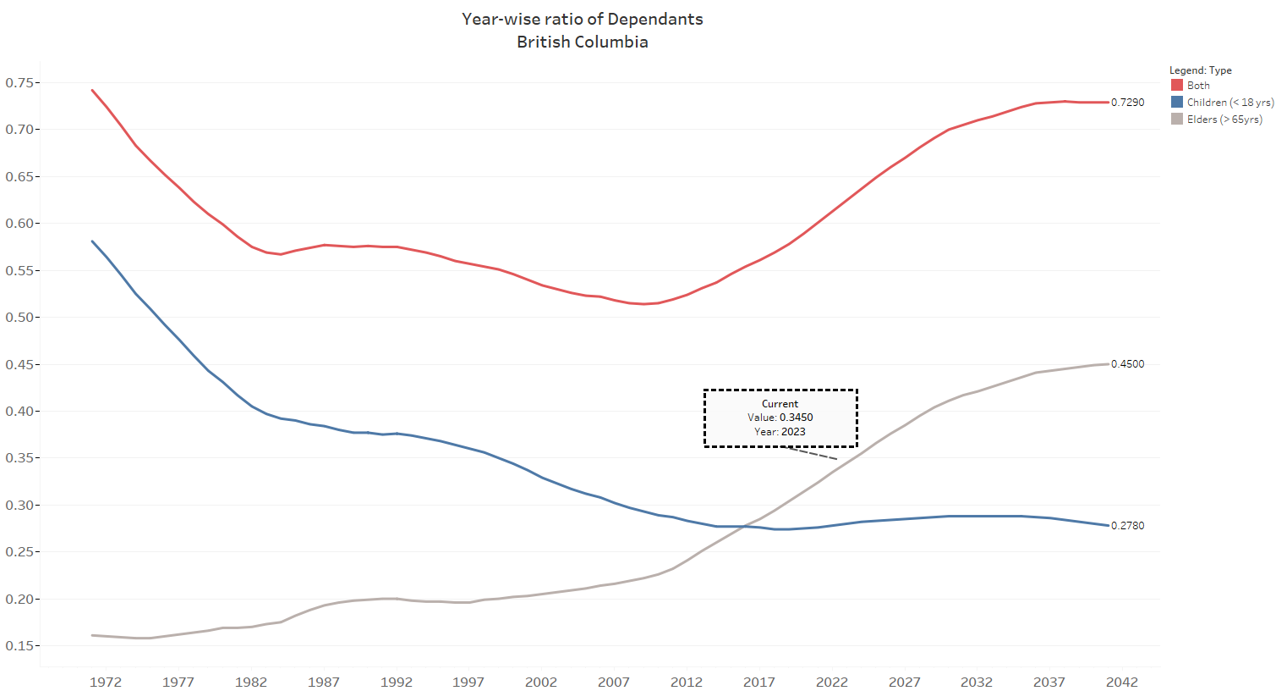 Year-wise ratio of Dependants
British Columbia
Legend: Type
Both
Children (< 18 yrs)
Elders (> 65yrs)
0.75
0.70
0.65
0.60
0.55
0.50
0.45
0.40
0.35
0.30
0.25
0.20
0.15
0.7290
0.4500
0.2780
Current
Value: 0.3450
Year: 2023
1972 1977 1982 1987 1992 1997 2002 2007 2012 2017 2022 2027 2032 2037 2042